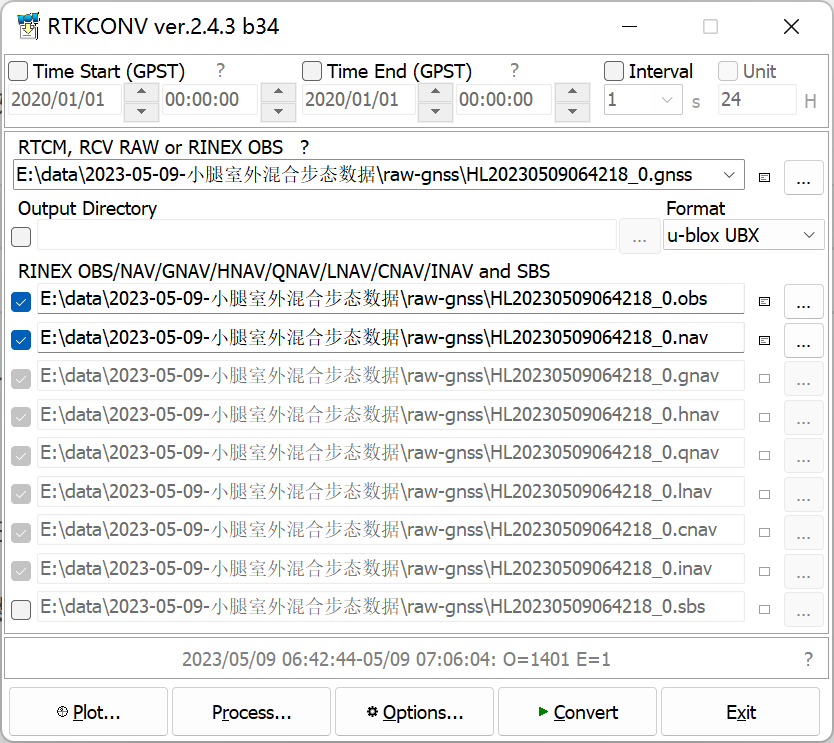 RTKCONV ver.2.4.3 b34
Time Start (GPST) ? Time End (GPST) ? Interval Unit
2020/01/01 00:00:00 2020/01/01 00:00:00 1 s 24 H
RTCM, RCV RAW or RINEX OBS ?
E:\data\2023-05-09-小腿室外混合步态数据\raw-gnss\HL20230509064218_0.gnss ...
Output Directory Format
... u-blox UBX
RINEX OBS/NAV/GNAV/HNAV/QNAV/LNAV/CNAV/INAV and SBS
E:\data\2023-05-09-小腿室外混合步态数据\raw-gnss\HL20230509064218_0.obs ...
E:\data\2023-05-09-小腿室外混合步态数据\raw-gnss\HL20230509064218_0.nav ...
E:\data\2023-05-09-小腿室外混合步态数据\raw-gnss\HL20230509064218_0.gnav ...
E:\data\2023-05-09-小腿室外混合步态数据\raw-gnss\HL20230509064218_0.hnav ...
E:\data\2023-05-09-小腿室外混合步态数据\raw-gnss\HL20230509064218_0.qnav ...
E:\data\2023-05-09-小腿室外混合步态数据\raw-gnss\HL20230509064218_0.lnav ...
E:\data\2023-05-09-小腿室外混合步态数据\raw-gnss\HL20230509064218_0.cnav ...
E:\data\2023-05-09-小腿室外混合步态数据\raw-gnss\HL20230509064218_0.inav ...
E:\data\2023-05-09-小腿室外混合步态数据\raw-gnss\HL20230509064218_0.sbs ...
2023/05/09 06:42:44-05/09 07:06:04: O=1401 E=1 ?
Plot... Process... Options... Convert Exit